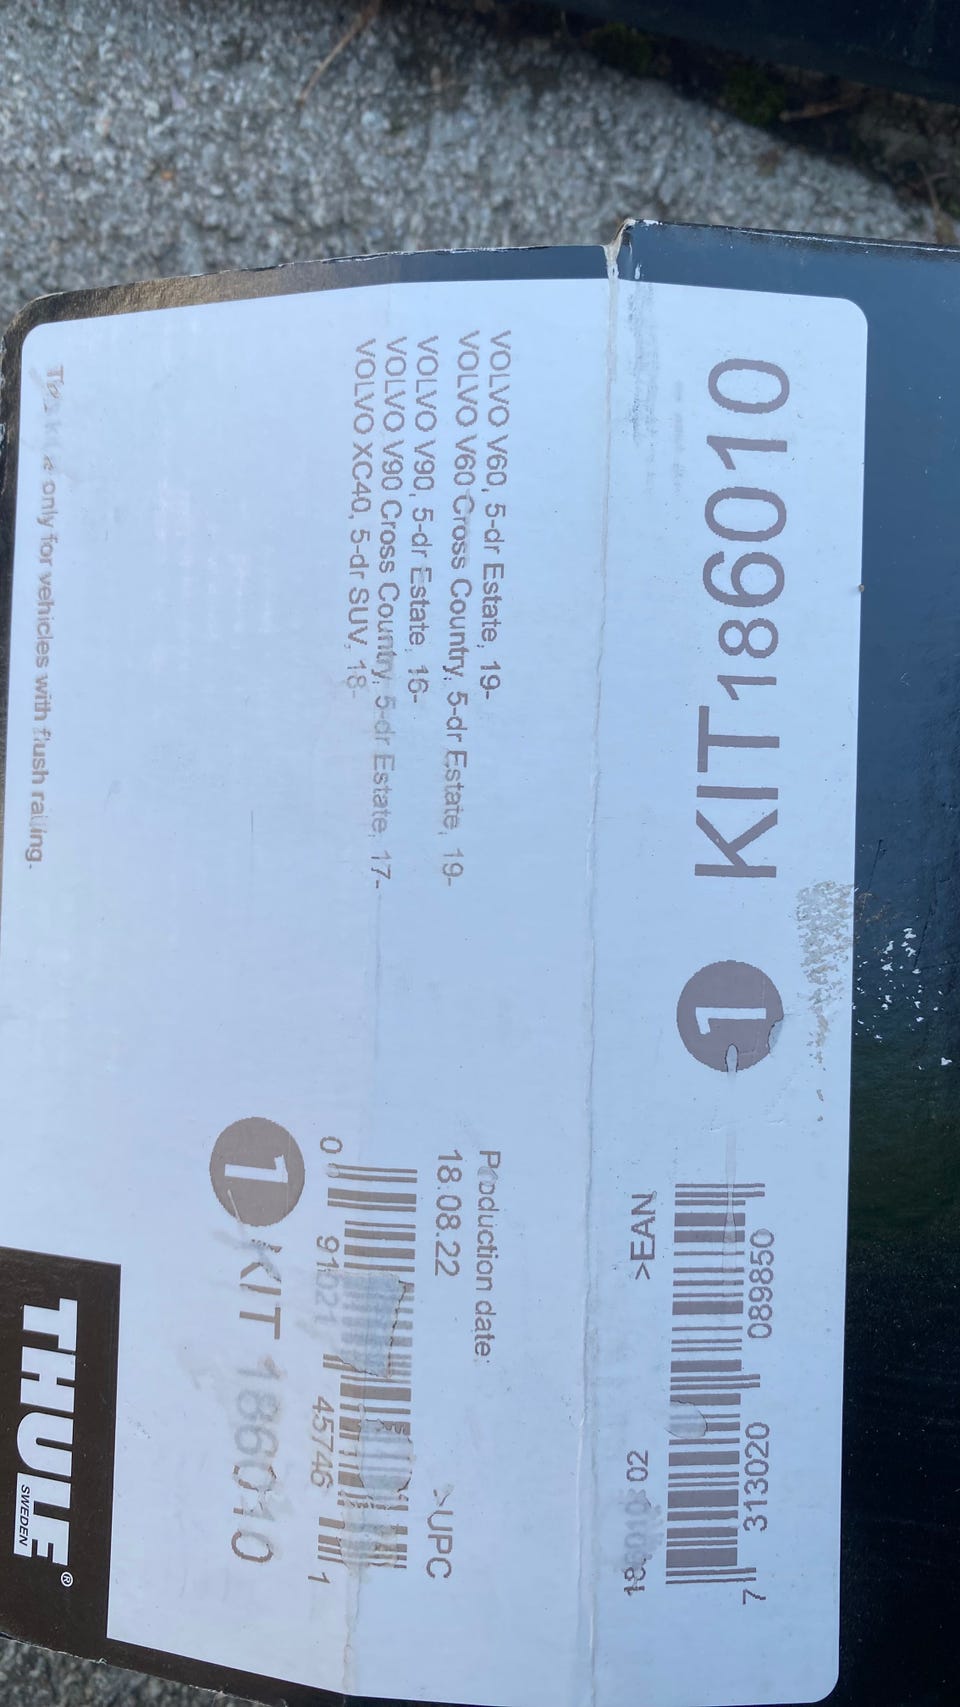 KIT18610
1
7 313020 089850
>EAN
02
VOLVO V60, 5-dr Estate, 19-
VOLVO V60 Cross Country, 5-dr Estate, 19-
VOLVO V90, 5-dr Estate, 16-
VOLVO V90 Cross Country, 5-dr Estate, 17-
VOLVO XC40, 5-dr SUV, 18-
Production date:
18.08.22
>UPC
0 91021 45746 1
1 KIT 186010
only for vehicles with flush railing-
THULE®
SWEDEN